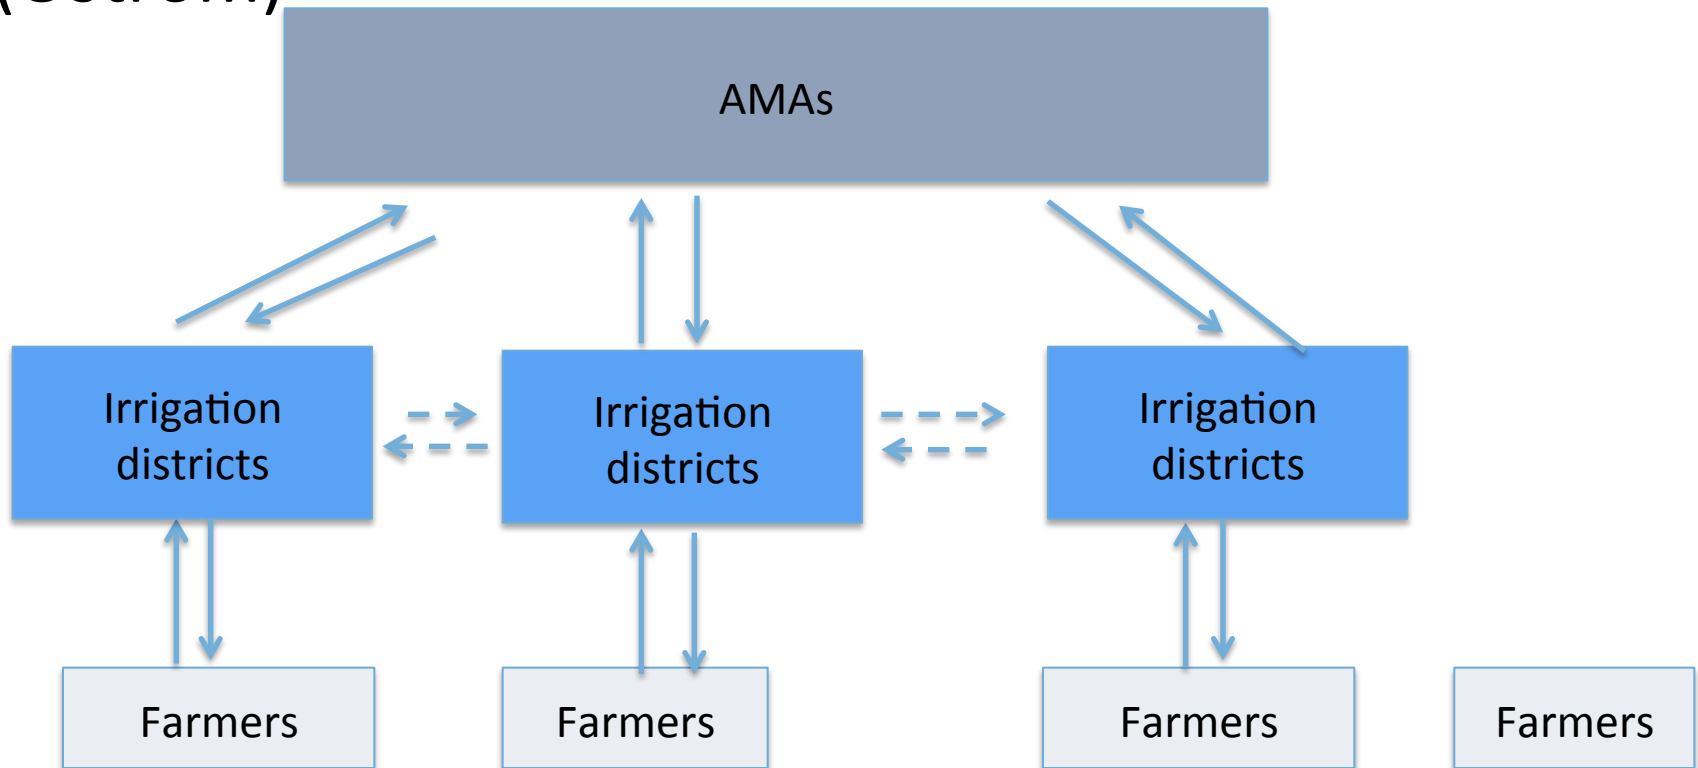 AMAs
Irrigation
districts
Irrigation
districts
Irrigation
districts
Farmers
Farmers
Farmers
Farmers